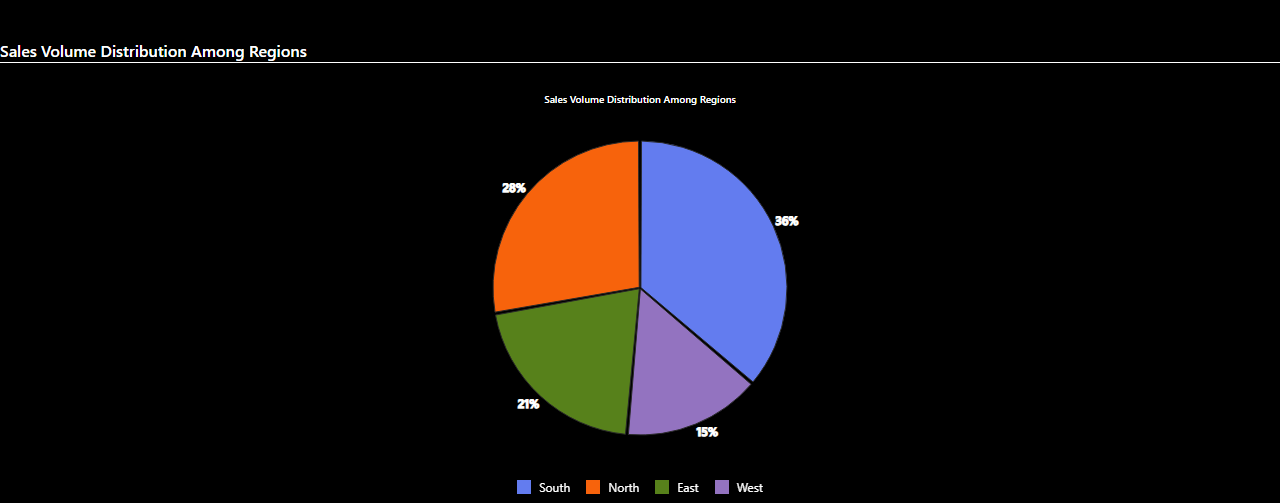 Sales Volume Distribution Among Regions
Sales Volume Distribution Among Regions
28%
36%
21%
15%
South North East West